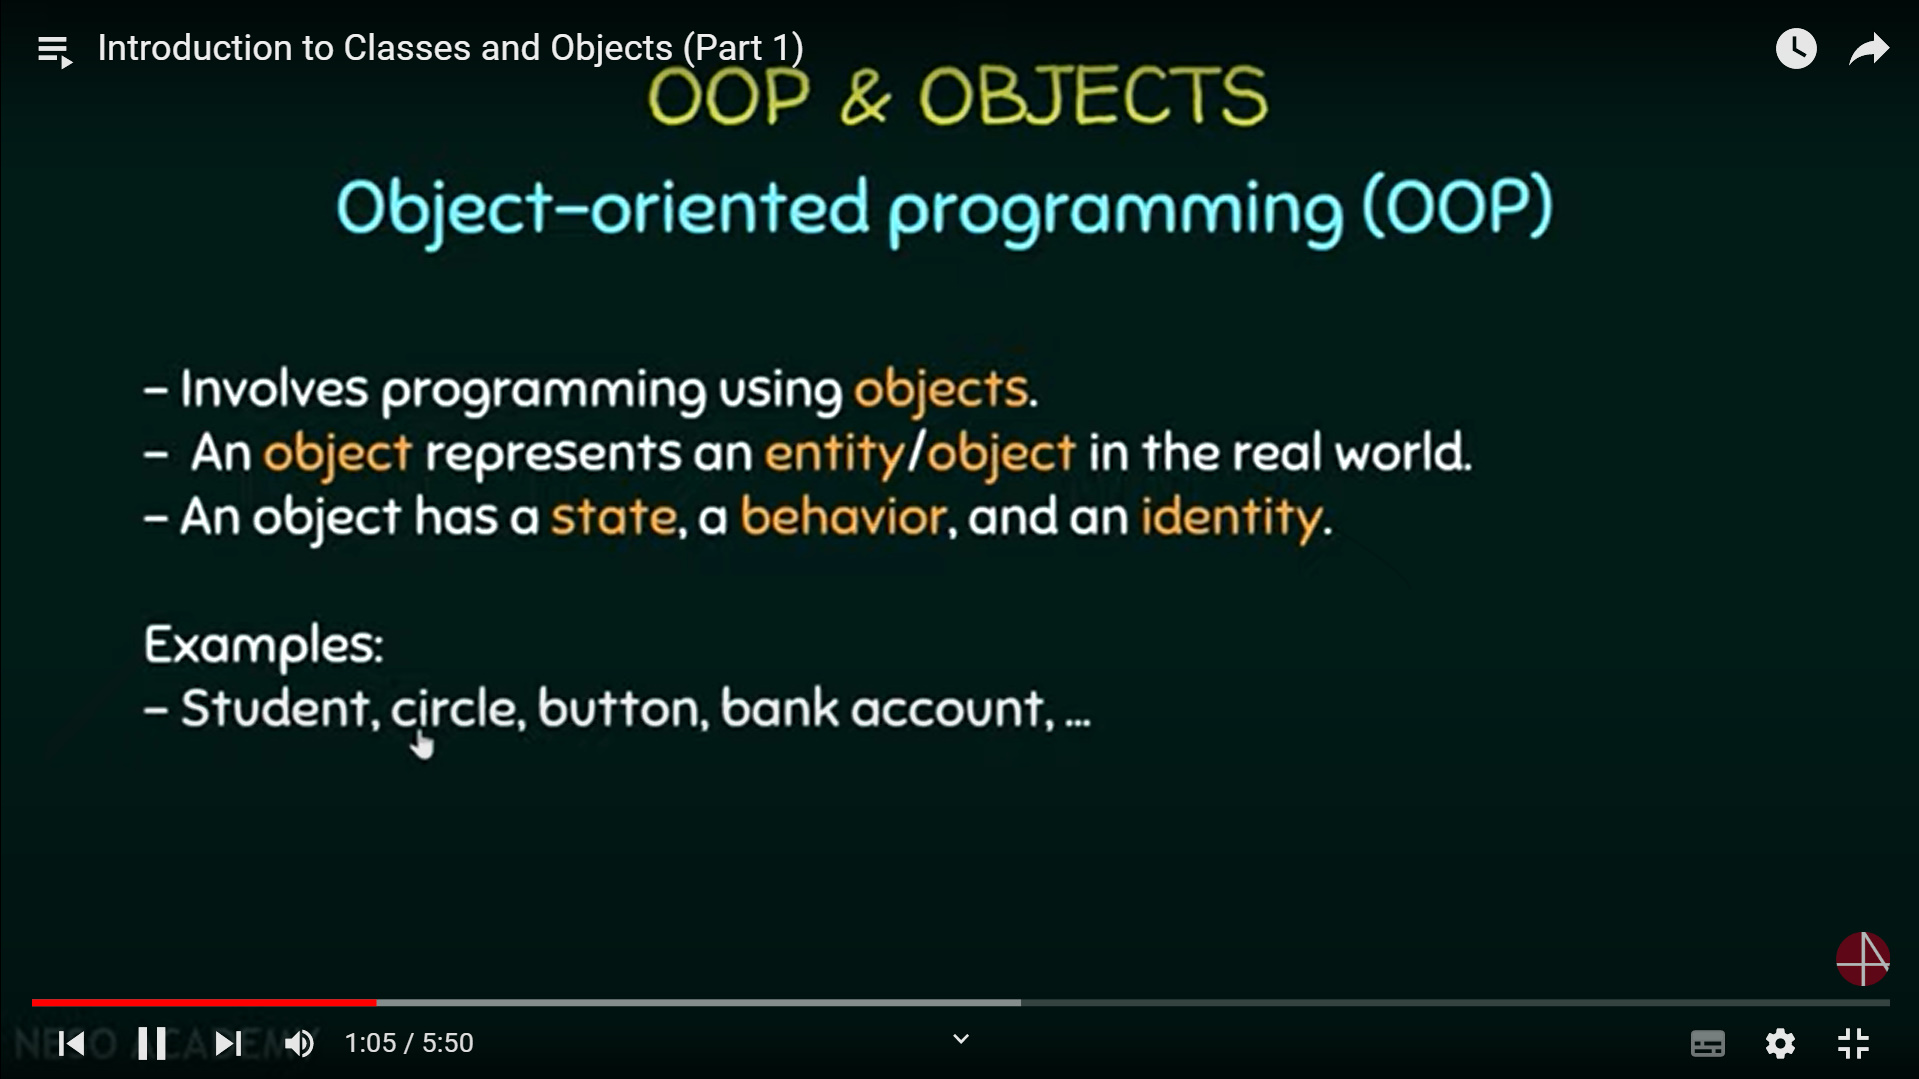 Introduction to Classes and Objects (Part 1)
OOP & OBJECTS
Object-oriented programming (OOP)
- Involves programming using objects.
- An object represents an entity/object in the real world.
- An object has a state, a behavior, and an identity.
Examples:
- Student, circle, button, bank account, ...
NESO ACADEMY
1:05 / 5:50